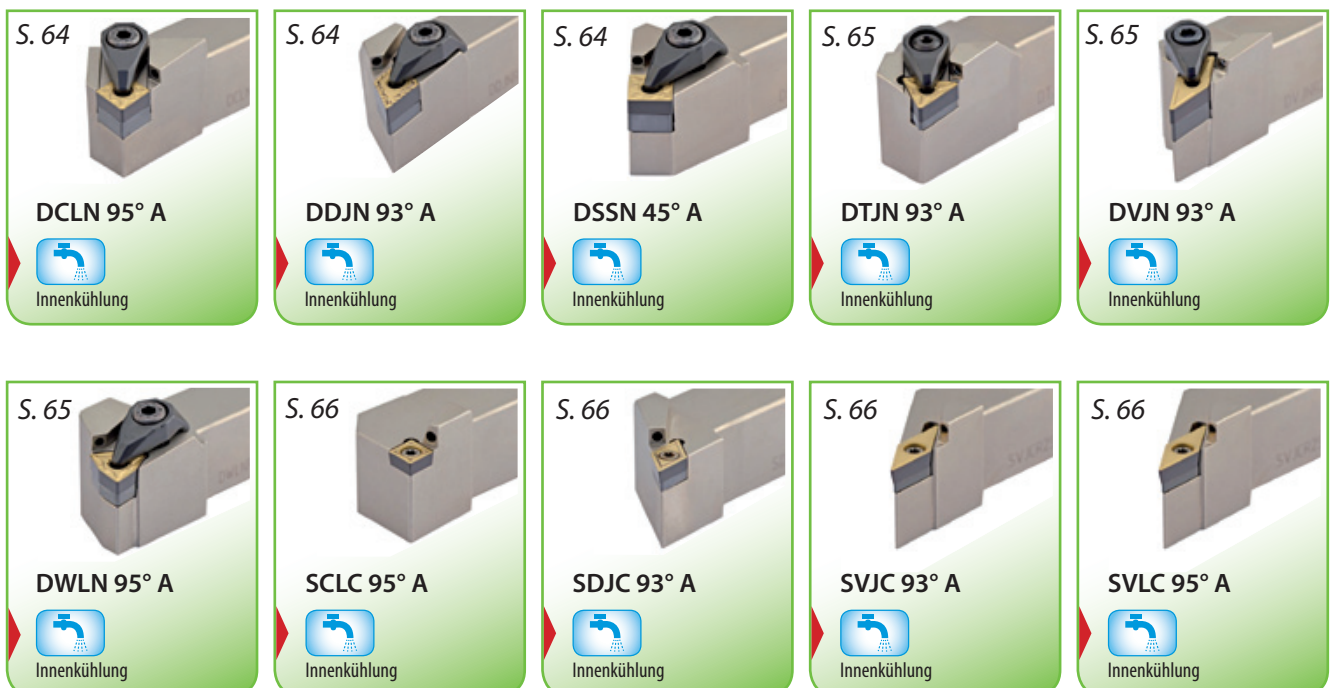 S. 64
DCLN 95° A
Innenkühlung
S. 64
DDJN 93° A
Innenkühlung
S. 64
DSSN 45° A
Innenkühlung
S. 65
DTJN 93° A
Innenkühlung
S. 65
DVJN 93° A
Innenkühlung
S. 65
DWLN 95° A
Innenkühlung
S. 66
SCLC 95° A
Innenkühlung
S. 66
SDJC 93° A
Innenkühlung
S. 66
SVJC 93° A
Innenkühlung
S. 66
SVLC 95° A
Innenkühlung